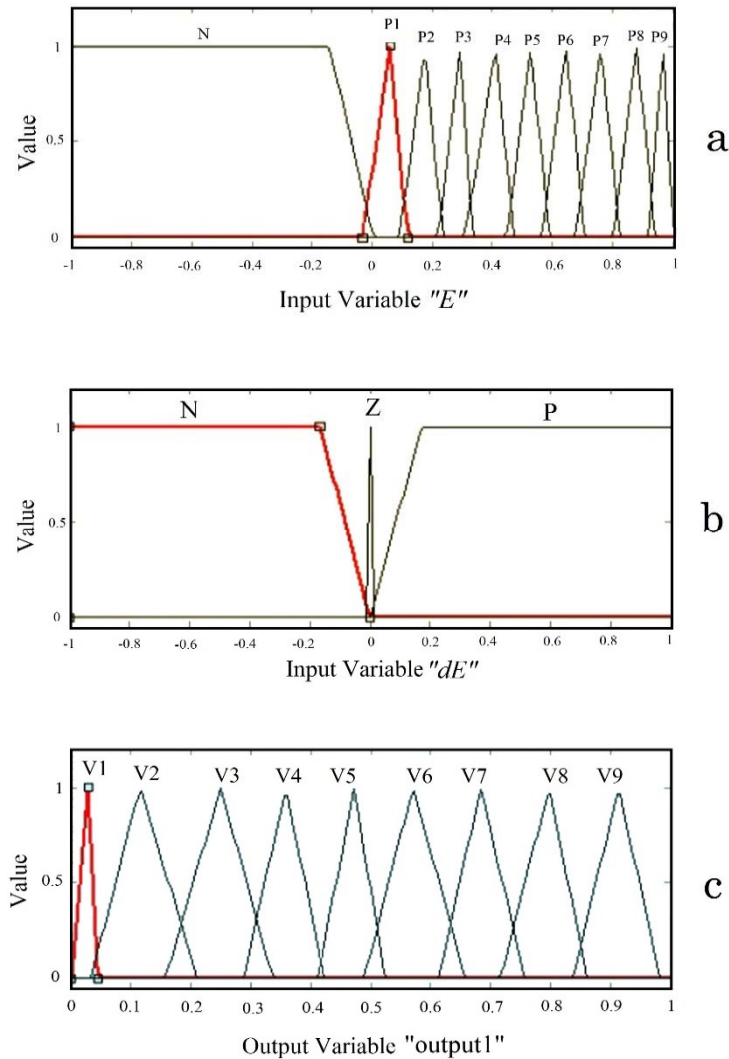 N P1 P2 P3 P4 P5 P6 P7 P8 P9
1
0.5
0
Value
-1 -0.8 -0.6 -0.4 -0.2 0 0.2 0.4 0.6 0.8 1
Input Variable "E"
a
N Z P
1
0.5
0
Value
-1 -0.8 -0.6 -0.4 -0.2 0 0.2 0.4 0.6 0.8 1
Input Variable "dE"
b
V1 V2 V3 V4 V5 V6 V7 V8 V9
1
0.5
0
Value
0 0.1 0.2 0.3 0.4 0.5 0.6 0.7 0.8 0.9 1
Output Variable "output1"
c